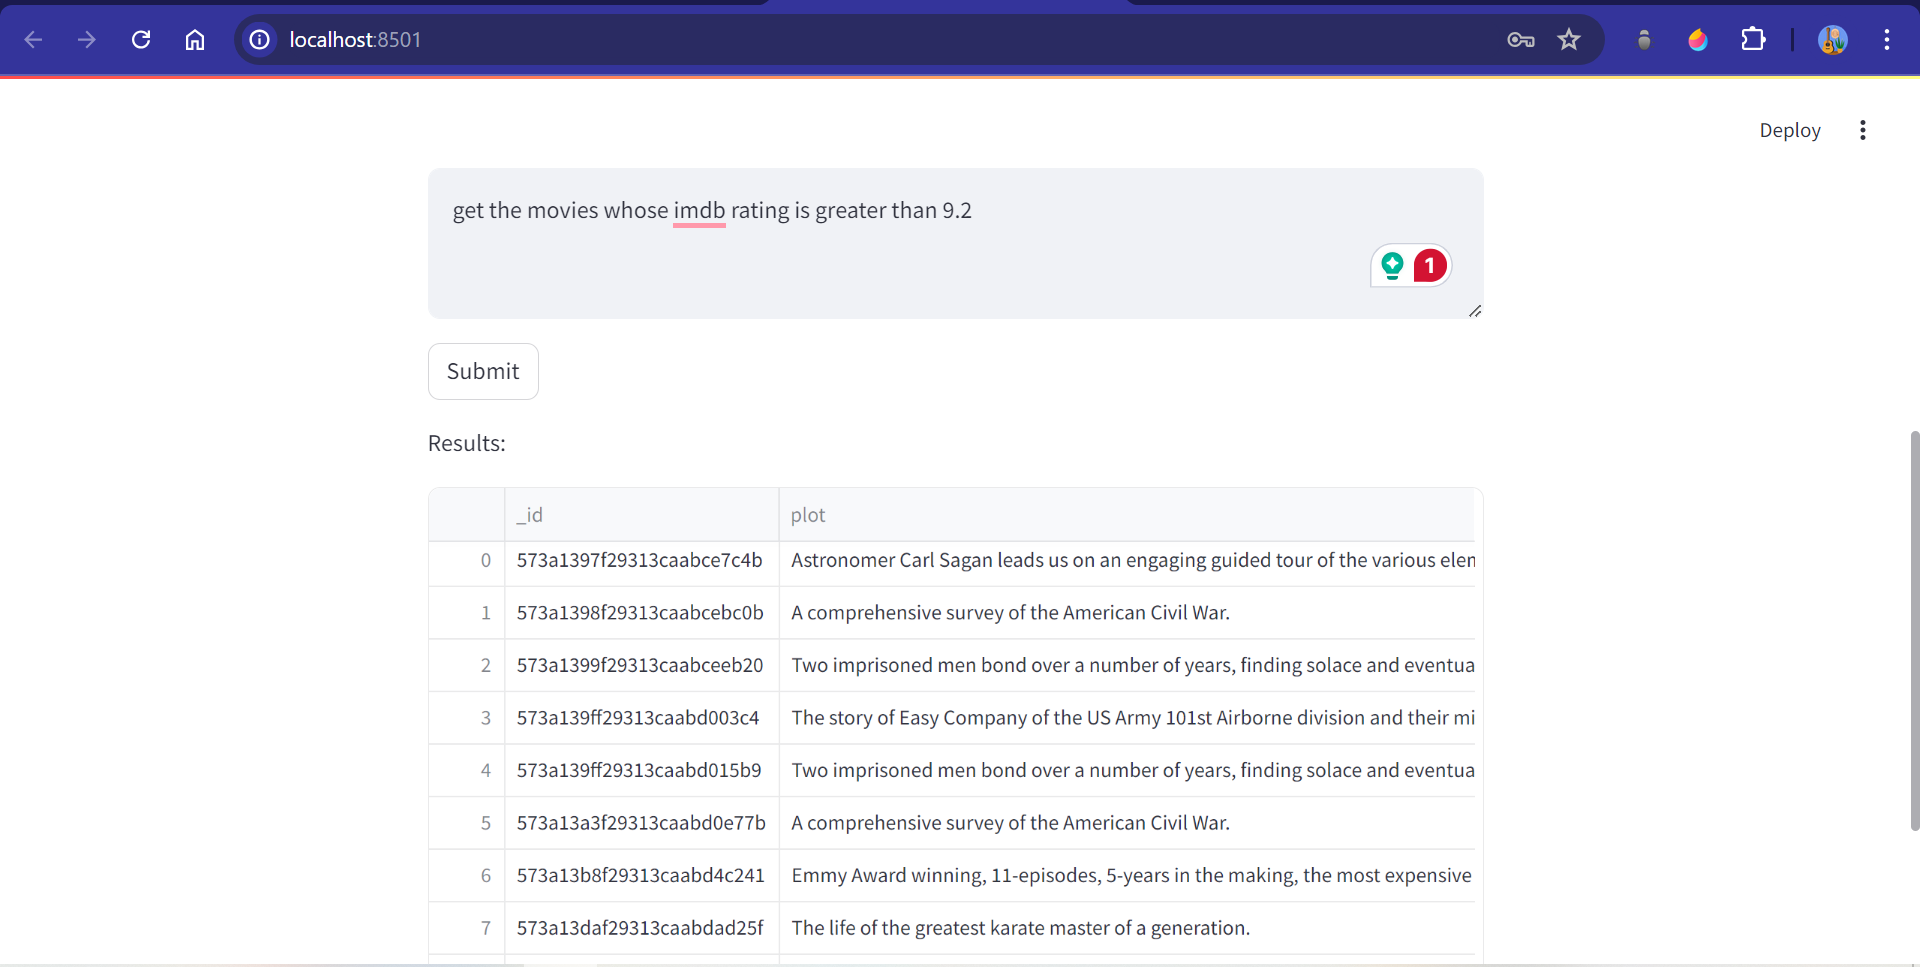 localhost:8501
Deploy
get the movies whose imdb rating is greater than 9.2
1
Submit
Results:
_id plot
0 573a1397f29313caabce7c4b Astronomer Carl Sagan leads us on an engaging guided tour of the various elen
1 573a1398f29313caabcebc0b A comprehensive survey of the American Civil War.
2 573a1399f29313caabceeb20 Two imprisoned men bond over a number of years, finding solace and eventua
3 573a139ff29313caabd003c4 The story of Easy Company of the US Army 101st Airborne division and their mi
4 573a139ff29313caabd015b9 Two imprisoned men bond over a number of years, finding solace and eventua
5 573a13a3f29313caabd0e77b A comprehensive survey of the American Civil War.
6 573a13b8f29313caabd4c241 Emmy Award winning, 11-episodes, 5-years in the making, the most expensive
7 573a13daf29313caabdad25f The life of the greatest karate master of a generation.